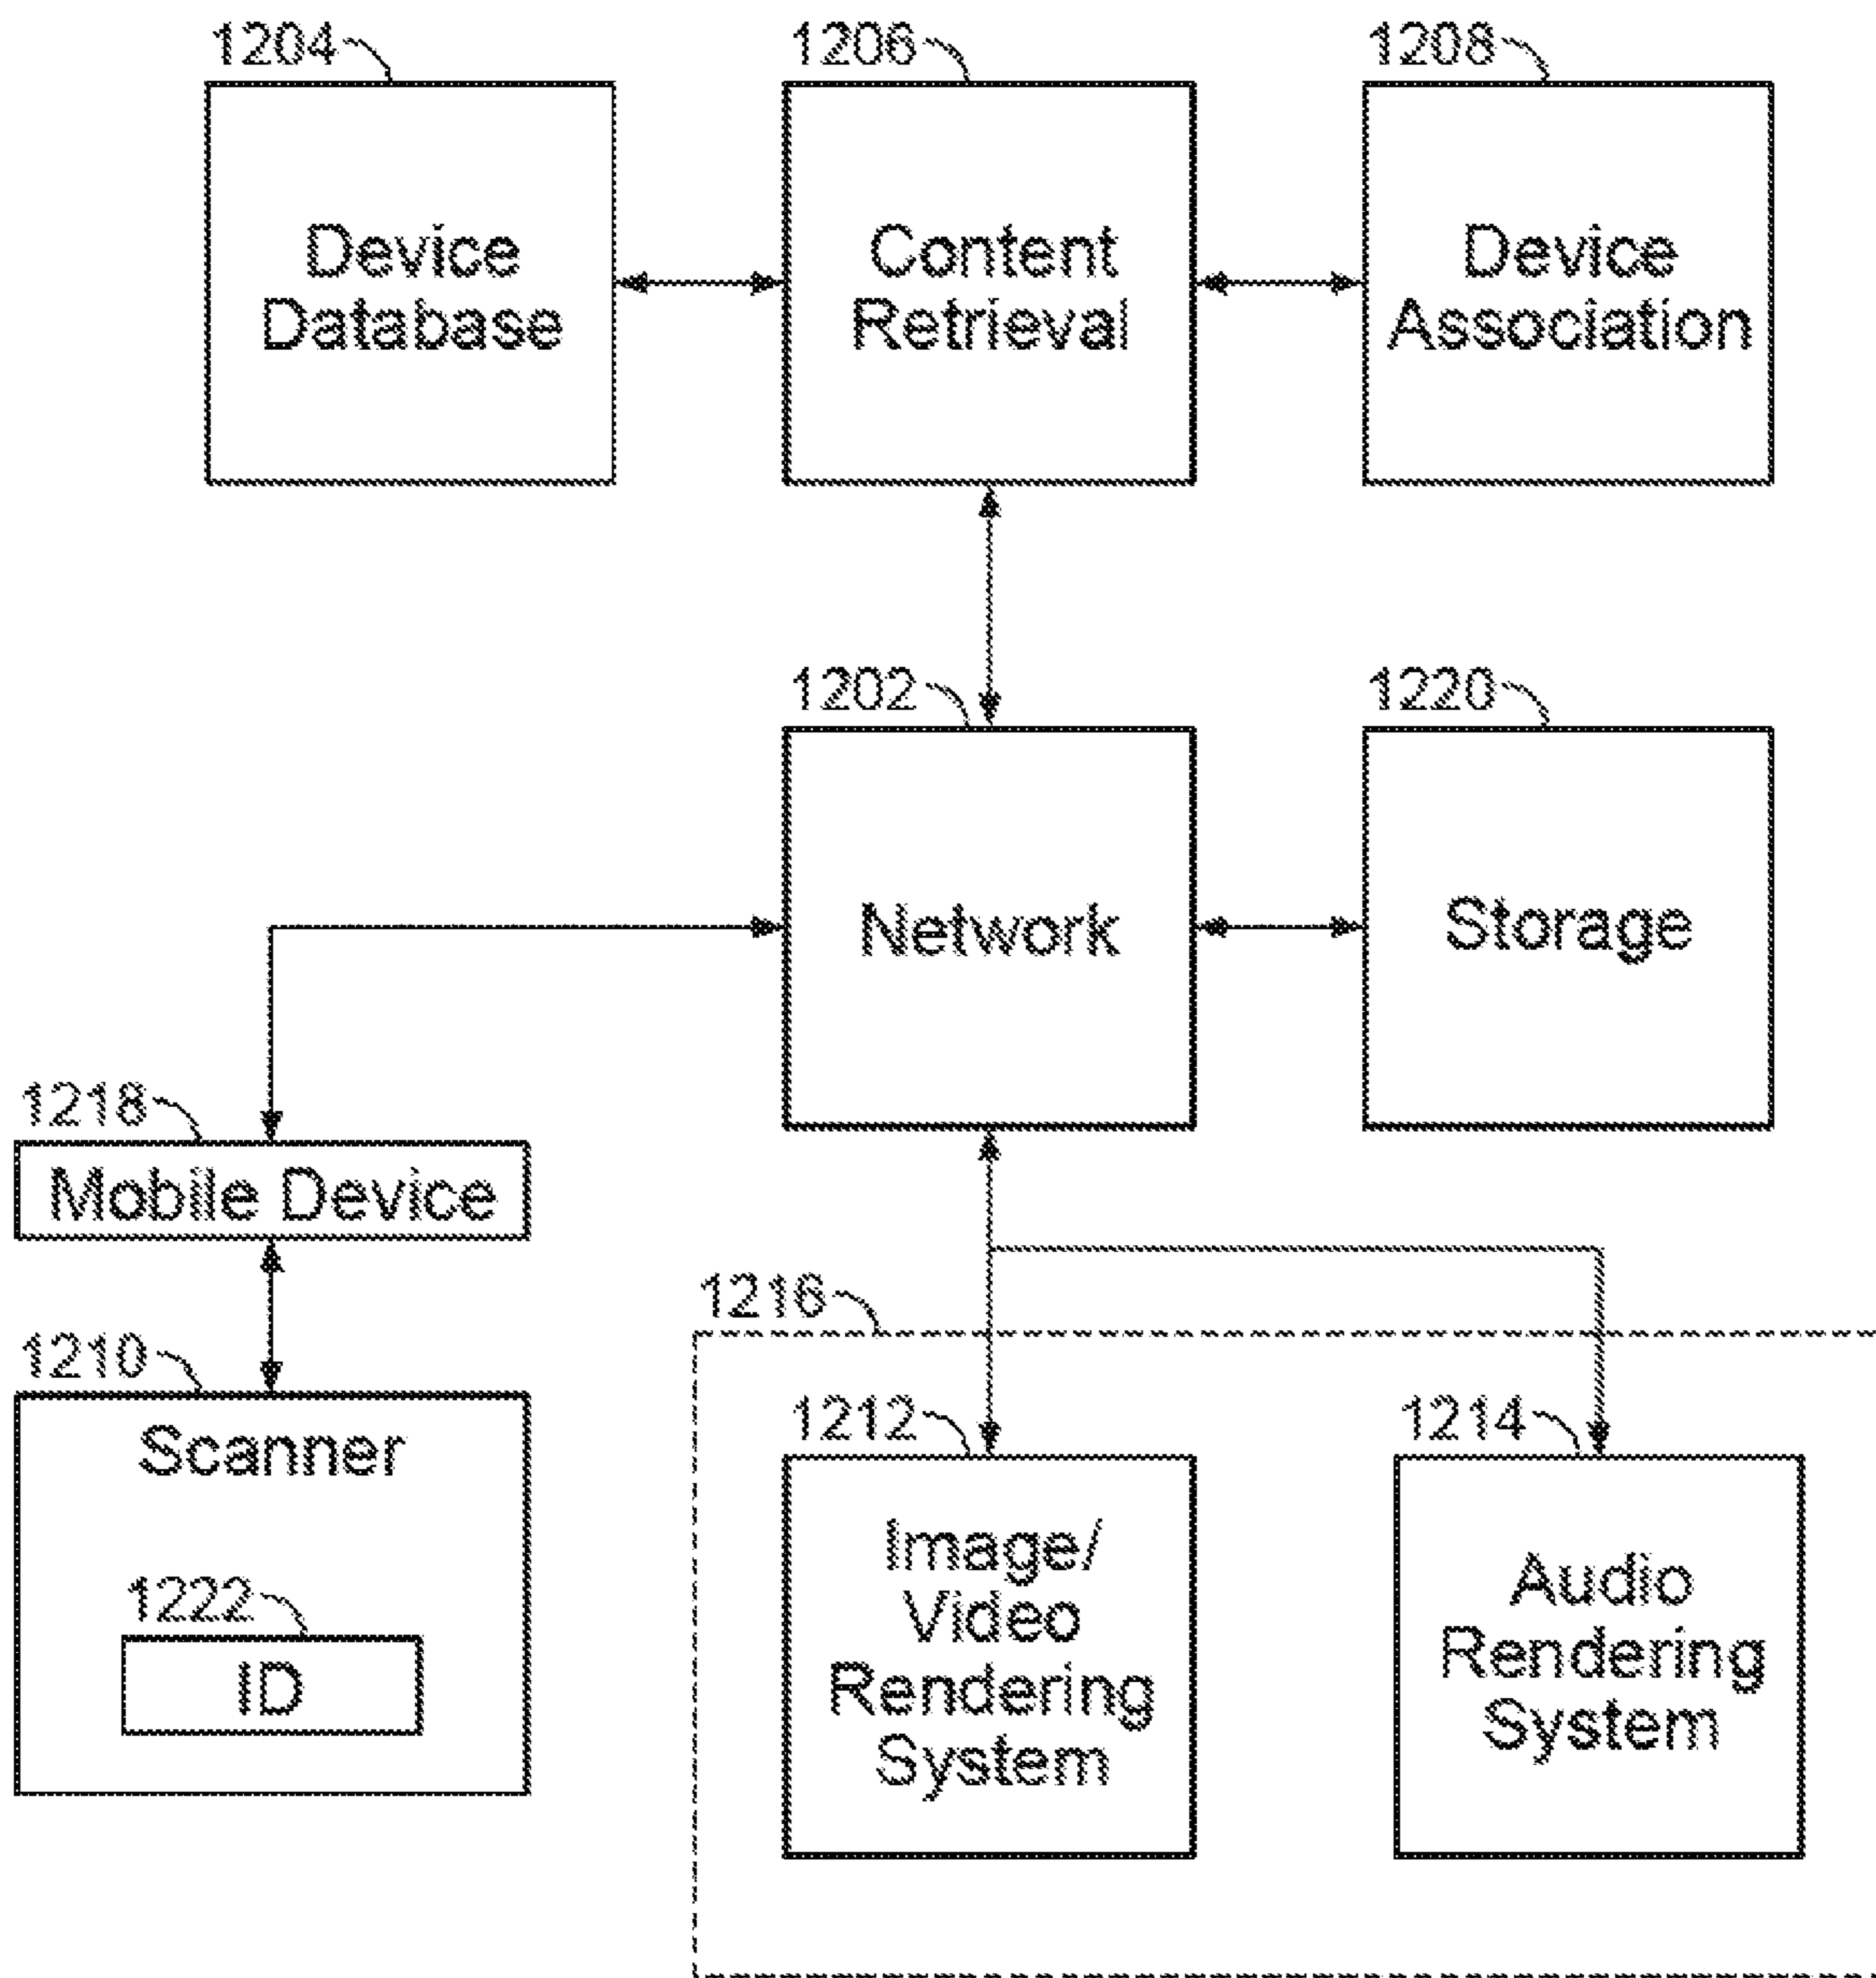 1204
1206
1208
Device
Database
Content
Retrieval
Device
Association
1202
1220
Network
Storage
1218
Mobile Device
1216
1210
Scanner
1212
1214
Image/
Video
Rendering
System
Audio
Rendering
System
1222
ID